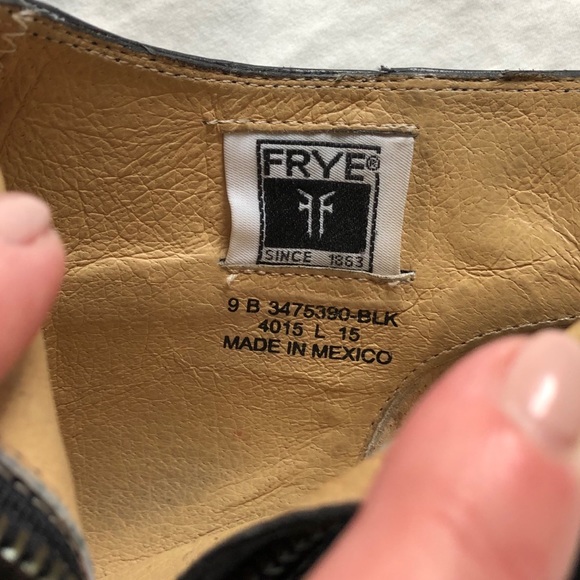 FRYE®
SINCE 1863
9 B 3475390-BLK
4015 L 15
MADE IN MEXICO